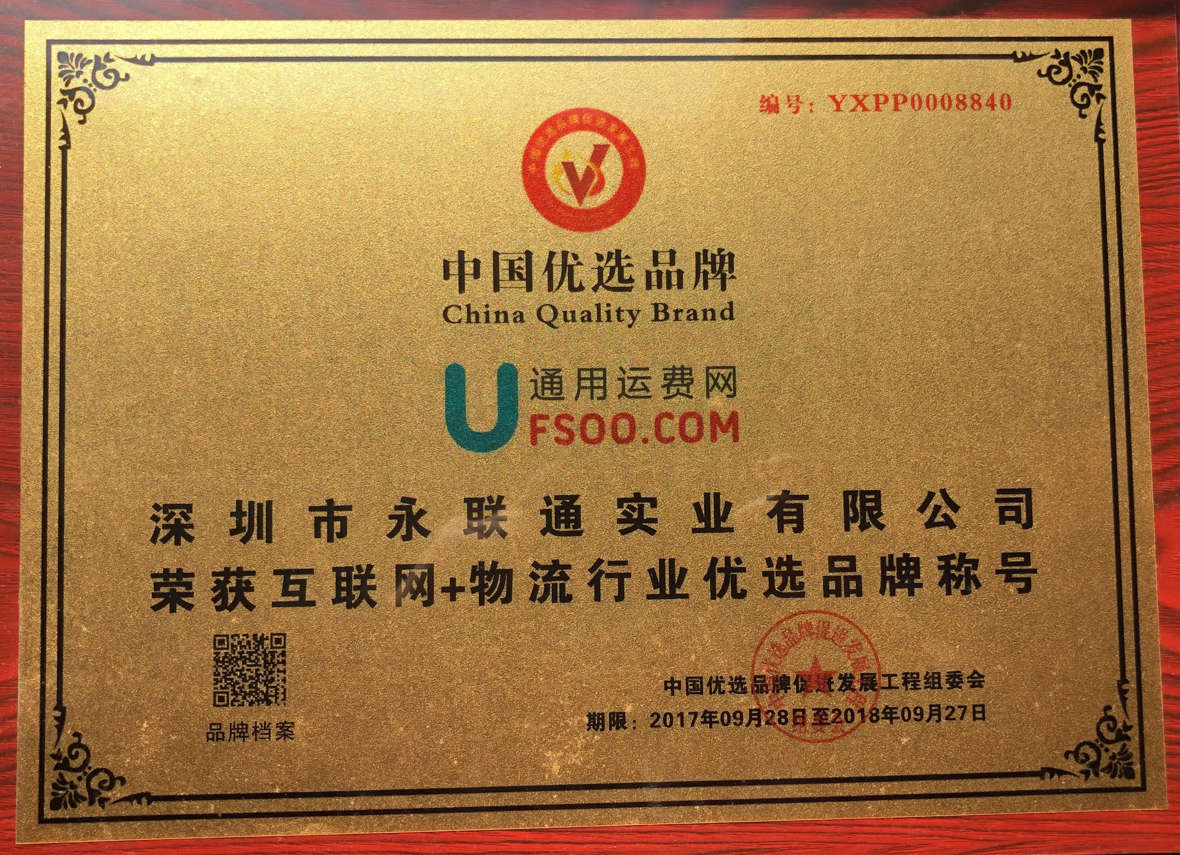 编号：YXPP0008840
中国优选品牌
China Quality Brand
U通用运费网
FSOO.COM
深圳市永联通实业有限公司
荣获互联网+物流行业优选品牌称号
品牌档案
中国优选品牌促进发展工程组委会
期限：2017年09月28日至2018年09月27日